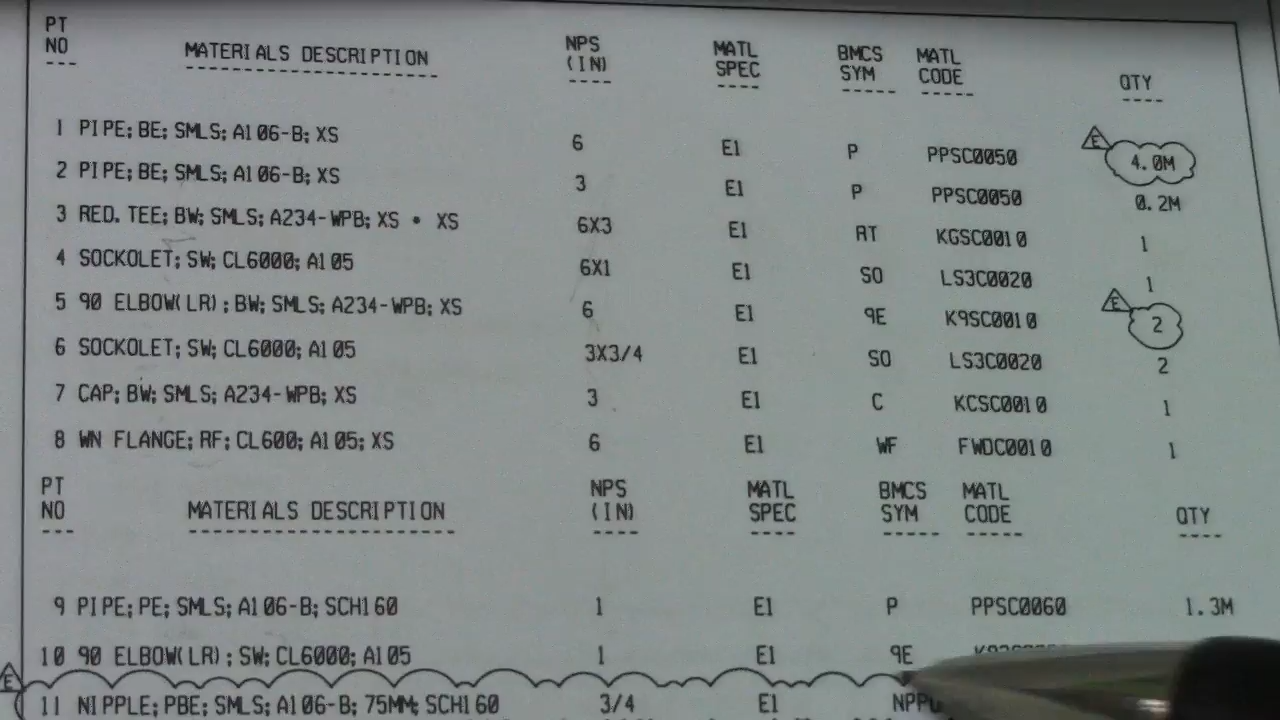 PT NO MATERIALS DESCRIPTION NPS (IN) MATL SPEC BMCS SYM MATL CODE QTY
1 PIPE; BE; SMLS; A106-B; XS 6 E1 P PPSC0050 E 4.0M
2 PIPE; BE; SMLS; A106-B; XS 3 E1 P PPSC0050 0.2M
3 RED. TEE; BW; SMLS; A234-WPB; XS * XS 6X3 E1 RT KGSC0010 1
4 SOCKOLET; SW; CL6000; A105 6X1 E1 SO LS3C0020 1
5 90 ELBOW(LR); BW; SMLS; A234-WPB; XS 6 E1 9E K9SC0010 E 2
6 SOCKOLET; SW; CL6000; A105 3X3/4 E1 SO LS3C0020 2
7 CAP; BW; SMLS; A234-WPB; XS 3 E1 C KCSC0010 1
8 WN FLANGE; RF; CL600; A105; XS 6 E1 WF FWDC0010 1
PT NO MATERIALS DESCRIPTION NPS (IN) MATL SPEC BMCS SYM MATL CODE QTY
9 PIPE; PE; SMLS; A106-B; SCH160 1 E1 P PPSC0060 1.3M
10 90 ELBOW(LR); SW; CL6000; A105 1 E1 9E
E
11 NIPPLE; PBE; SMLS; A106-B; 75MM; SCH160 3/4 E1